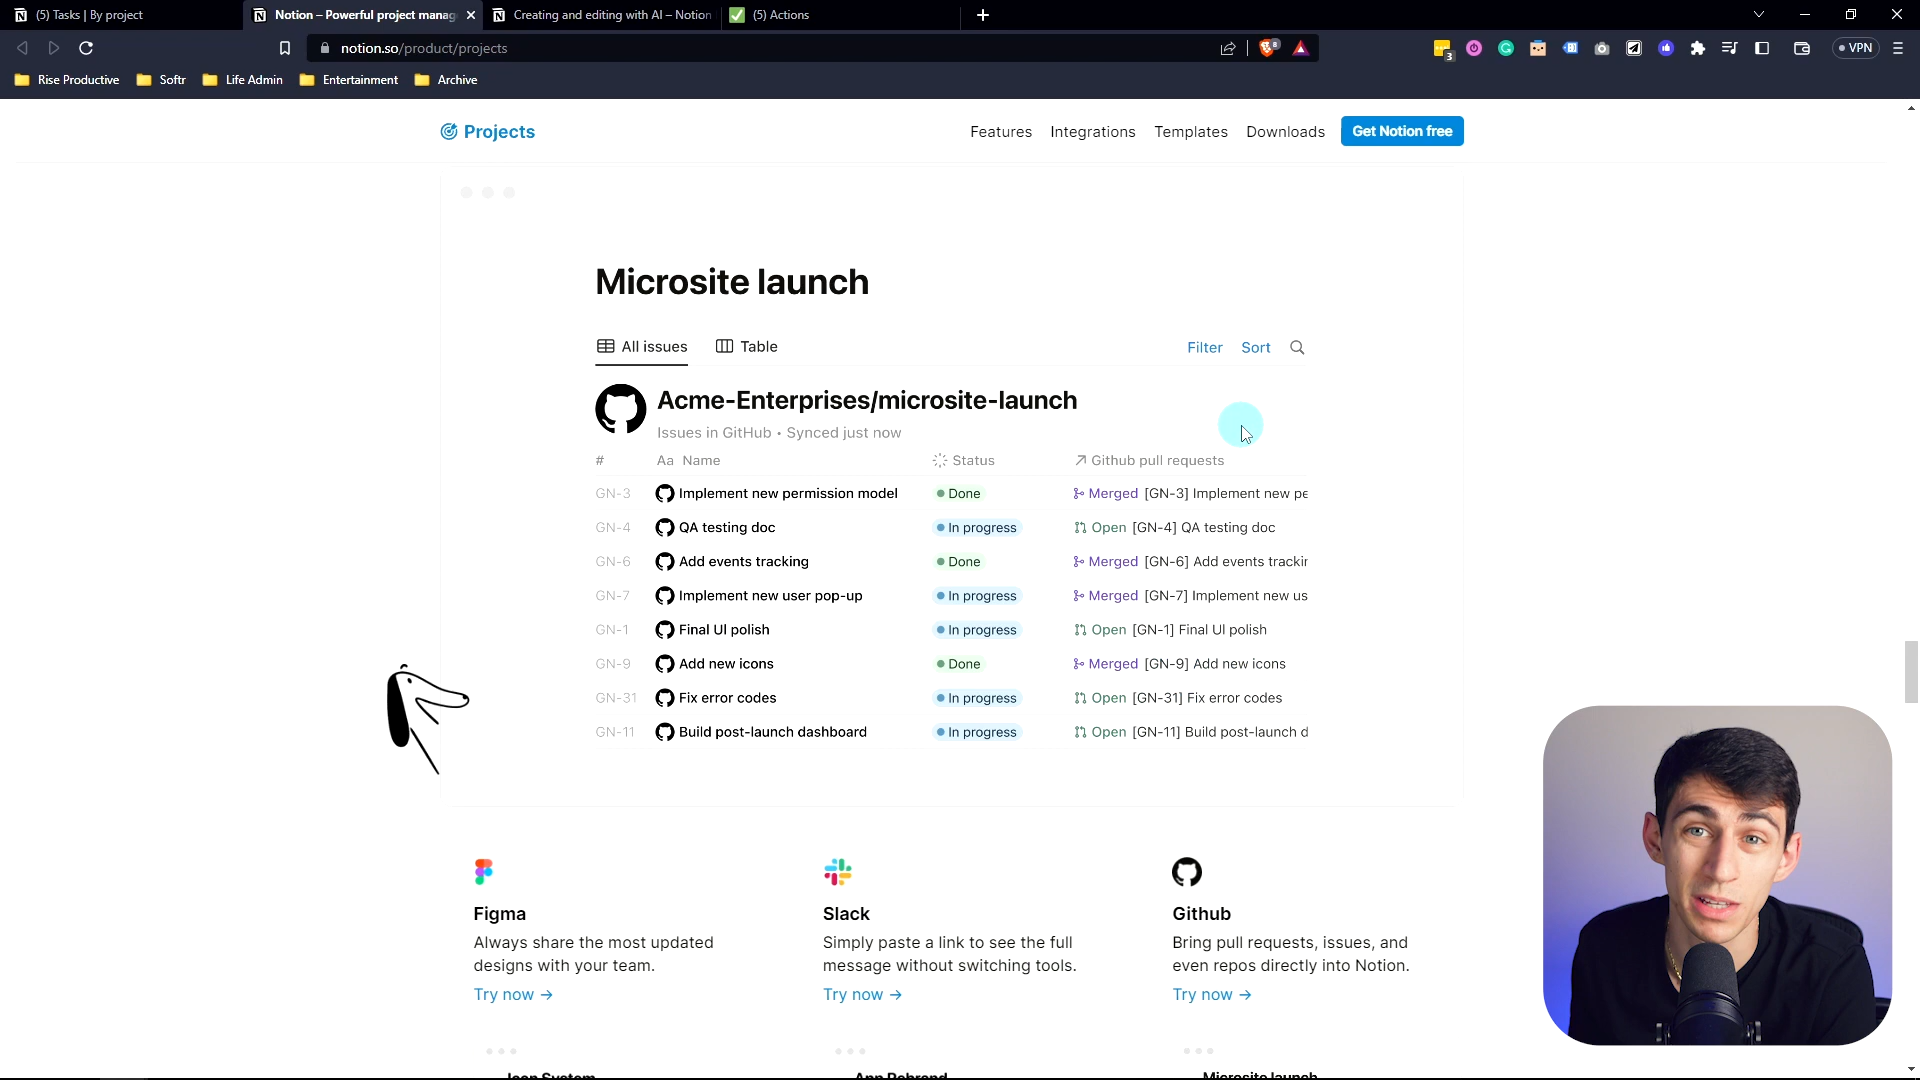 (5) Tasks | By project
Notion – Powerful project manag
Creating and editing with AI – Notion
(5) Actions
notion.so/product/projects
8
3
VPN
Rise Productive
Softr
Life Admin
Entertainment
Archive
Projects
Features
Integrations
Templates
Downloads
Get Notion free
Microsite launch
All issues
Table
Filter
Sort
Acme-Enterprises/microsite-launch
Issues in GitHub • Synced just now
# Aa Name Status Github pull requests
GN-3 Implement new permission model Done Merged [GN-3] Implement new pe
GN-4 QA testing doc In progress Open [GN-4] QA testing doc
GN-6 Add events tracking Done Merged [GN-6] Add events trackin
GN-7 Implement new user pop-up In progress Merged [GN-7] Implement new us
GN-1 Final UI polish In progress Open [GN-1] Final UI polish
GN-9 Add new icons Done Merged [GN-9] Add new icons
GN-31 Fix error codes In progress Open [GN-31] Fix error codes
GN-11 Build post-launch dashboard In progress Open [GN-11] Build post-launch d
Figma
Always share the most updated
designs with your team.
Try now →
Slack
Simply paste a link to see the full
message without switching tools.
Try now →
Github
Bring pull requests, issues, and
even repos directly into Notion.
Try now →
Icon System
App Rebrand
Microsite launch